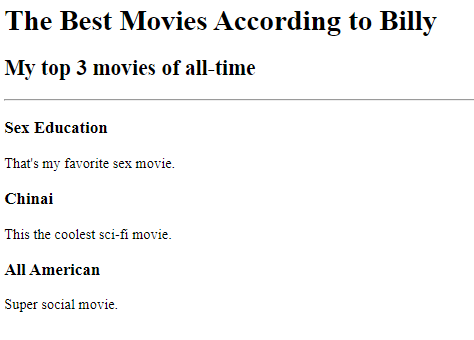 The Best Movies According to Billy
My top 3 movies of all-time
Sex Education
That's my favorite sex movie.
Chinai
This the coolest sci-fi movie.
All American
Super social movie.